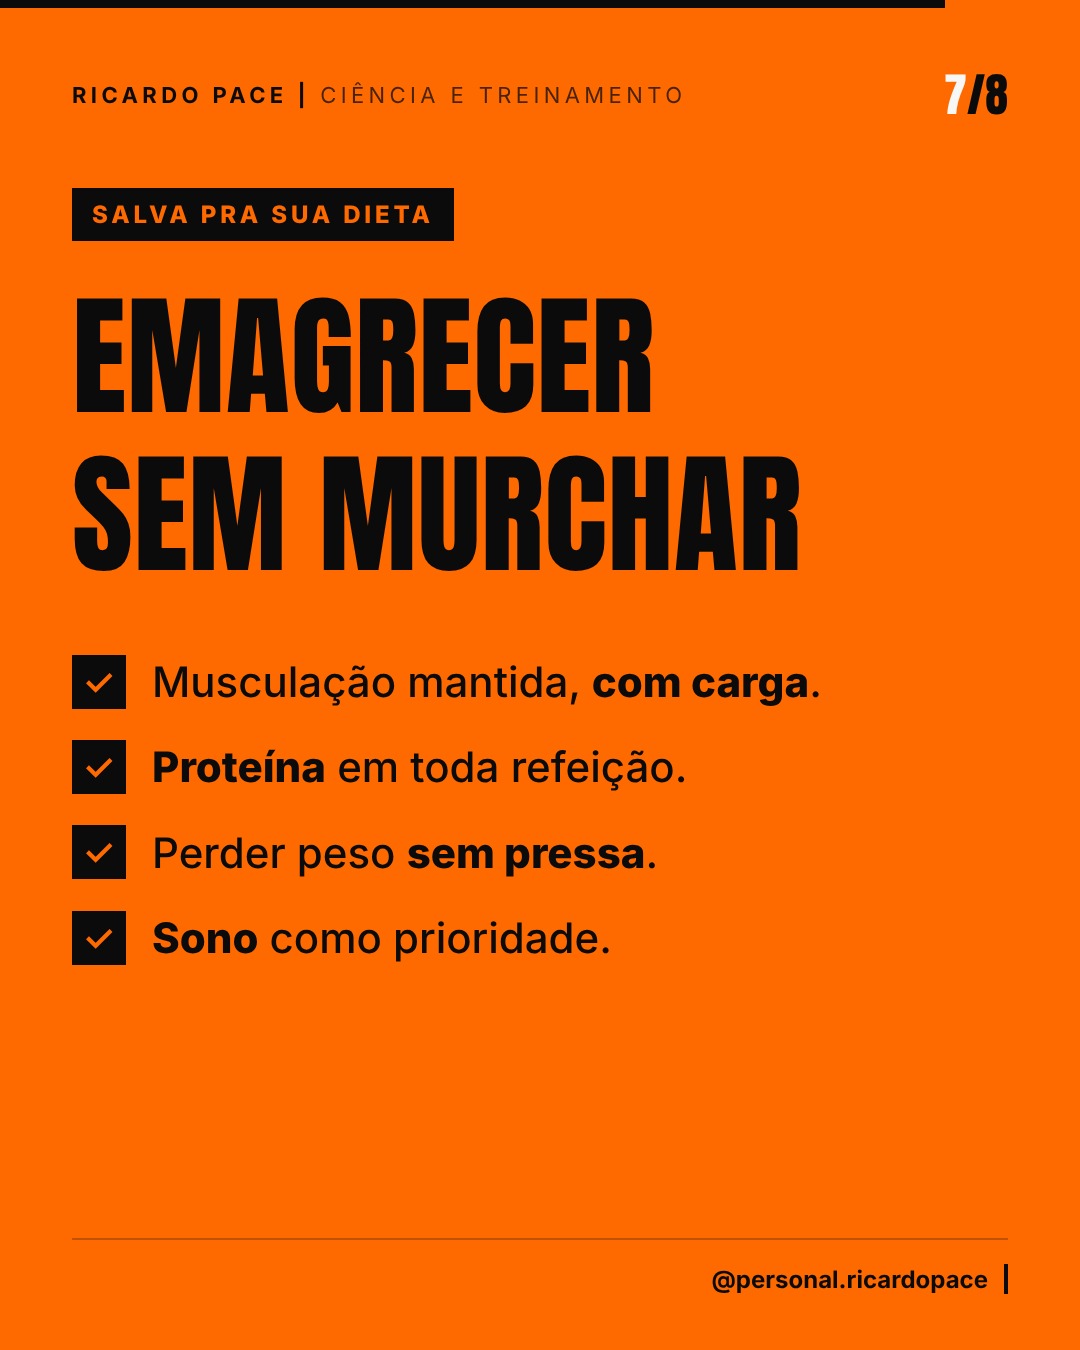 RICARDO PACE | CIÊNCIA E TREINAMENTO
7/8
SALVA PRA SUA DIETA
EMAGRECER
SEM MURCHAR
Musculação mantida, com carga.
Proteína em toda refeição.
Perder peso sem pressa.
Sono como prioridade.
@personal.ricardopace